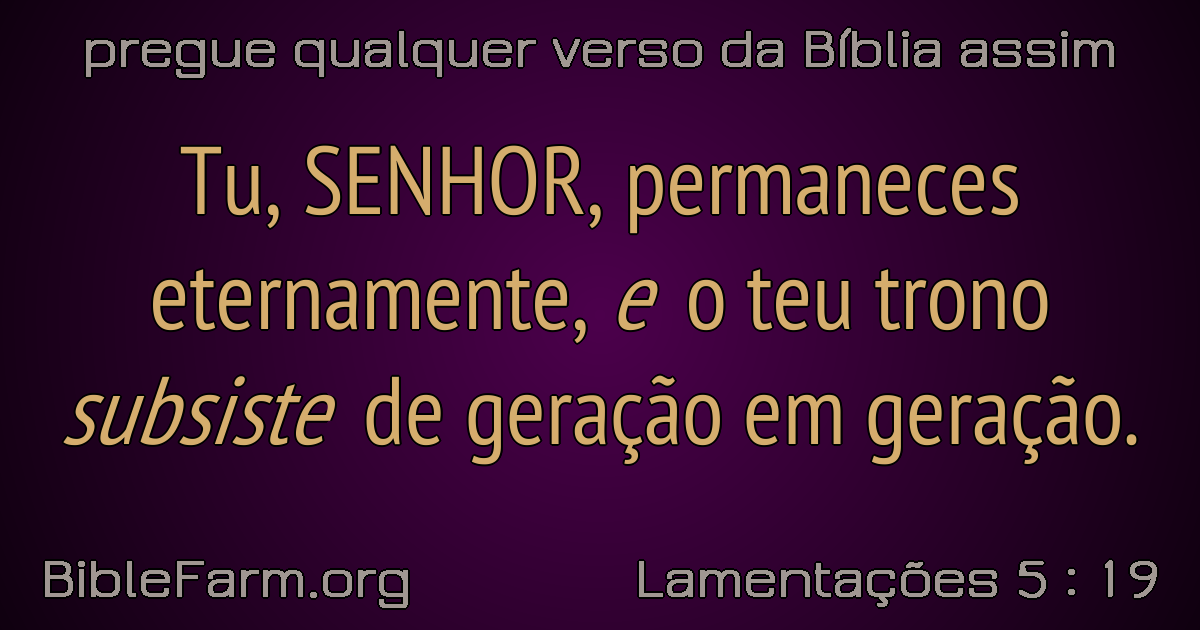 pregue qualquer verso da Bíblia assim
Tu, SENHOR, permaneces
eternamente, e o teu trono
subsiste de geração em geração.
BibleFarm.org
Lamentações 5 : 19